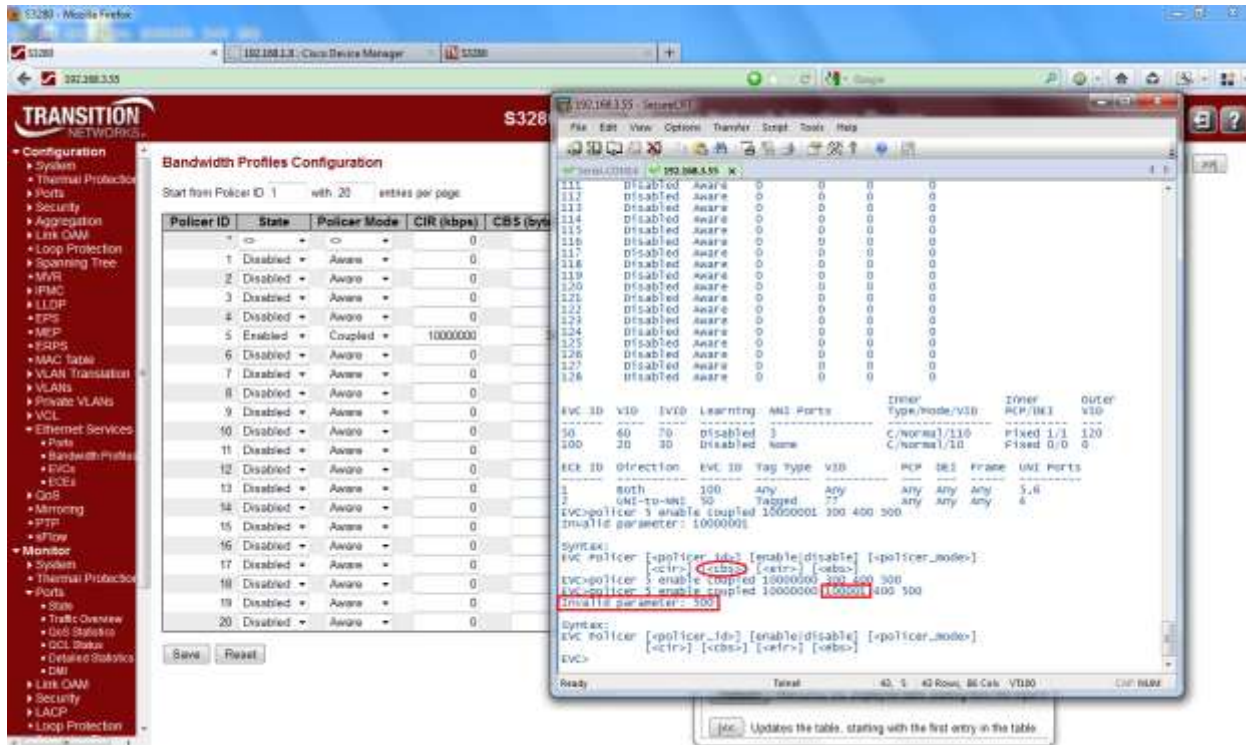 S3280 - Mozilla Firefox
S3280
192.168.1.8 : Cisco Device Manager
S3280
192.168.3.55
Google
TRANSITION
NETWORKS
S328
Configuration
System
Thermal Protection
Ports
Security
Aggregation
Link OAM
Loop Protection
Spanning Tree
MVR
IPMC
LLDP
EPS
MEP
ERPS
MAC Table
VLAN Translation
VLANs
Private VLANs
VCL
Ethernet Services
Ports
Bandwidth Profiles
EVCs
ECEs
QoS
Mirroring
PTP
sFlow
Monitor
System
Thermal Protection
Ports
State
Traffic Overview
QoS Statistics
QCL Status
Detailed Statistics
DMI
Link OAM
Security
LACP
Loop Protection
Bandwidth Profiles Configuration
Start from Policer ID 1 with 20 entries per page.
Policer ID State Policer Mode CIR (kbps) CBS (byte
* <> <> 0
1 Disabled Aware 0
2 Disabled Aware 0
3 Disabled Aware 0
4 Disabled Aware 0
5 Enabled Coupled 10000000
6 Disabled Aware 0
7 Disabled Aware 0
8 Disabled Aware 0
9 Disabled Aware 0
10 Disabled Aware 0
11 Disabled Aware 0
12 Disabled Aware 0
13 Disabled Aware 0
14 Disabled Aware 0
15 Disabled Aware 0
16 Disabled Aware 0
17 Disabled Aware 0
18 Disabled Aware 0
19 Disabled Aware 0
20 Disabled Aware 0
Save Reset
192.168.3.55 - SecureCRT
File Edit View Options Transfer Script Tools Help
192.168.3.55
111 Disabled Aware 0 0 0 0
112 Disabled Aware 0 0 0 0
113 Disabled Aware 0 0 0 0
114 Disabled Aware 0 0 0 0
115 Disabled Aware 0 0 0 0
116 Disabled Aware 0 0 0 0
117 Disabled Aware 0 0 0 0
118 Disabled Aware 0 0 0 0
119 Disabled Aware 0 0 0 0
120 Disabled Aware 0 0 0 0
121 Disabled Aware 0 0 0 0
122 Disabled Aware 0 0 0 0
123 Disabled Aware 0 0 0 0
124 Disabled Aware 0 0 0 0
125 Disabled Aware 0 0 0 0
126 Disabled Aware 0 0 0 0
127 Disabled Aware 0 0 0 0
128 Disabled Aware 0 0 0 0
Inner Inner Outer
EVC ID VID IVID Learning NNI Ports Type/Mode/VID PCP/DEI VID
50 60 70 Disabled 3 C/Normal/110 Fixed 1/1 120
100 20 30 Disabled None C/Normal/10 Fixed 0/0 0
ECE ID Direction EVC ID Tag Type VID PCP DEI Frame UNI Ports
1 Both 100 Any Any Any Any Any 5,6
2 UNI-to-NNI 50 Tagged 77 Any Any Any 4
EVC>policer 5 enable coupled 10000001 300 400 500
Invalid parameter: 10000001
Syntax:
EVC Policer [<policer_id>] [enable|disable] [<policer_mode>]
[<cir>] [<cbs>] [<eir>] [<ebs>]
EVC>policer 5 enable coupled 10000000 300 400 500
EVC>policer 5 enable coupled 10000000 100001 400 500
Invalid parameter: 500
Syntax:
EVC Policer [<policer_id>] [enable|disable] [<policer_mode>]
[<cir>] [<cbs>] [<eir>] [<ebs>]
EVC>
Ready Telnet 43, 5 43 Rows, 86 Cols VT100 CAP NUM
|<< Updates the table, starting with the first entry in the table